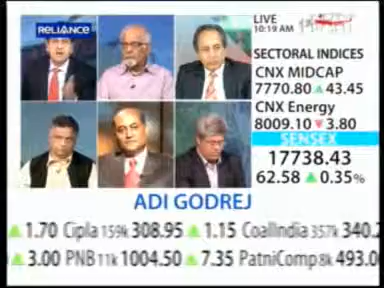 RELIANCE
LIVE
10:19 AM
SECTORAL INDICES
CNX MIDCAP
7770.80 ▲ 43.45
CNX Energy
8009.10 ▼ 3.80
SENSEX
17738.43
62.58 ▲ 0.35%
ADI GODREJ
▲ 1.70 Cipla 159k 308.95 ▲ 1.15 CoalIndia 357k 340.2
▲ 3.00 PNB 11k 1004.50 ▲ 7.35 PatniComp 8k 493.0